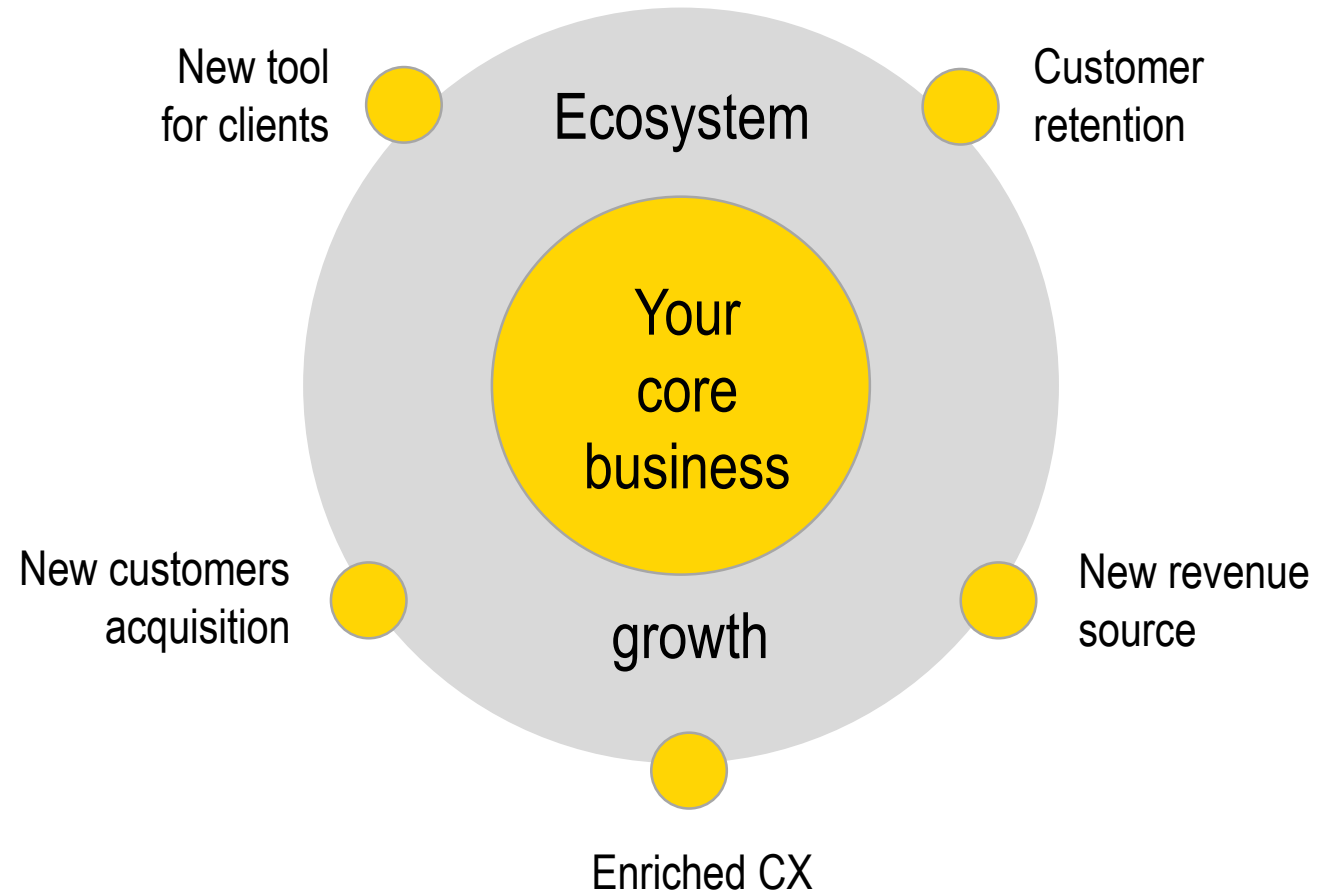 New tool
for clients
Customer
retention
Ecosystem
Your
core
business
New customers
acquisition
New revenue
source
growth
Enriched CX